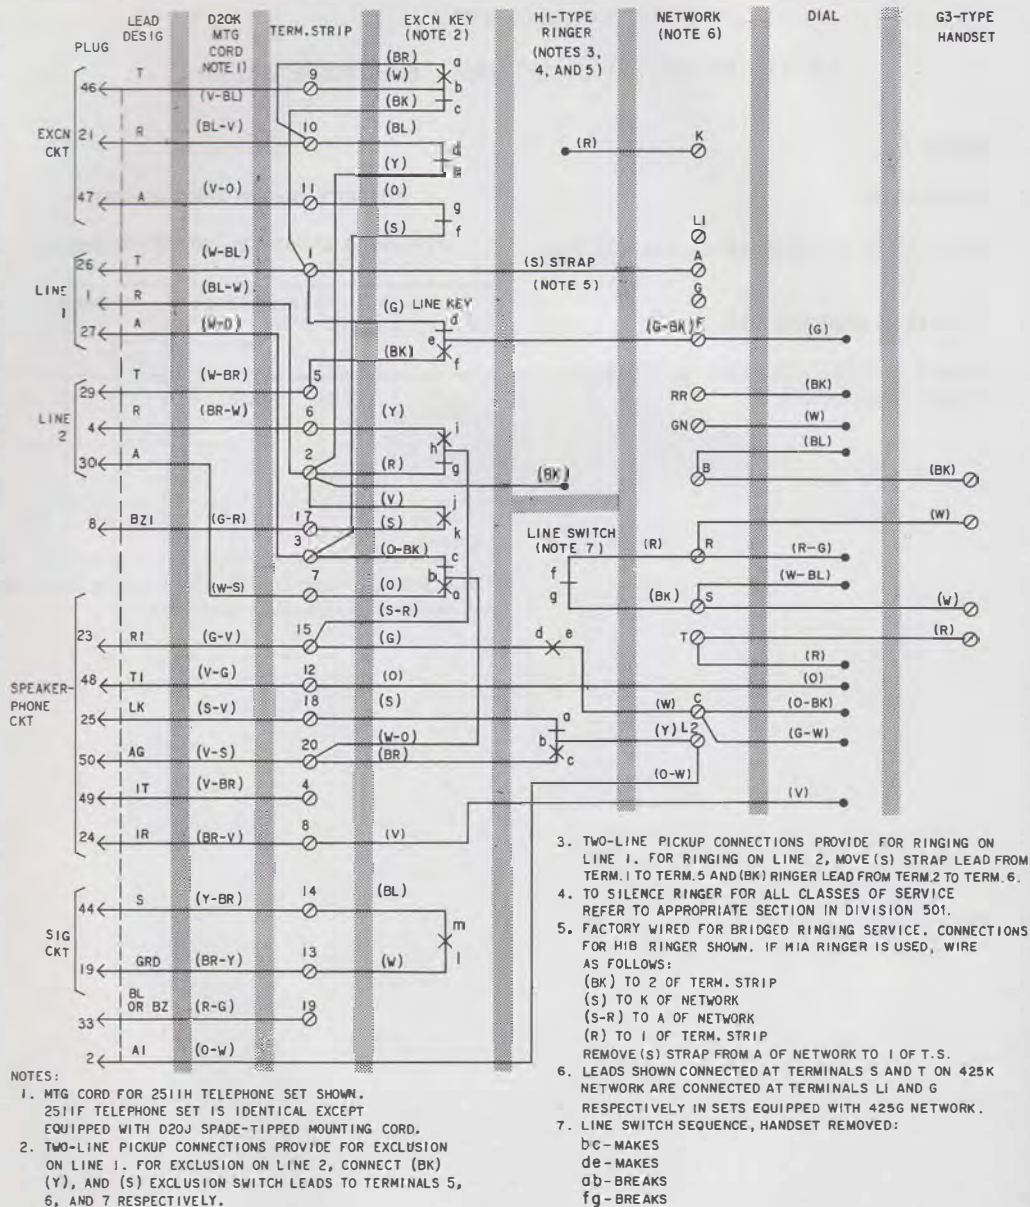 LEAD DESIG
D20K MTG CORD NOTE 1)
TERM. STRIP
EXCN KEY (NOTE 2)
H1-TYPE RINGER (NOTES 3, 4, AND 5)
NETWORK (NOTE 6)
DIAL
G3-TYPE HANDSET
PLUG
EXCN CKT
46 T (V-BL) 9 (BR) a
(W) b
(BK) c
21 R (BL-V) 10 (BL) d
(Y) e
(R) K
47 A (V-O) 11 (O) g
(S) f
L1
LINE 1
26 T (W-BL) 1 (S) STRAP (NOTE 5) A
G
1 R (BL-W)
(G) LINE KEY d
27 A (W-O) e (G-BK) F (G)
(BK) f
LINE 2
29 T (W-BR) 5 RR (BK)
4 R (BR-W) 6 (Y) i GN (W)
h (BL)
30 A 2 (R) g B (BK)
(BK)
(V) j (W)
8 BZ1 (G-R) 17 (S) k
LINE SWITCH (NOTE 7)
3 (O-BK) c (R) R (R-G)
f
b (W-BL)
(W-S) 7 (O) a g (BK) S (W)
(S-R)
SPEAKER-PHONE CKT
23 R1 (G-V) 15 (G) d e T (R)
(R)
48 T1 (V-G) 12 (O) (O)
25 LK (S-V) 18 (S) a (W) C (O-BK)
(W-O) b (Y) L2 (G-W)
50 AG (V-S) 20 (BR) c
(O-W)
49 IT (V-BR) 4 (V)
24 IR (BR-V) 8 (V)
SIG CKT
44 S (Y-BR) 14 (BL) m
19 GRD (BR-Y) 13 (W) l
33 BL OR BZ (R-G) 19
2 A1 (O-W)
NOTES:
1. MTG CORD FOR 2511H TELEPHONE SET SHOWN.
2511F TELEPHONE SET IS IDENTICAL EXCEPT
EQUIPPED WITH D20J SPADE-TIPPED MOUNTING CORD.
2. TWO-LINE PICKUP CONNECTIONS PROVIDE FOR EXCLUSION
ON LINE 1. FOR EXCLUSION ON LINE 2, CONNECT (BK)
(Y), AND (S) EXCLUSION SWITCH LEADS TO TERMINALS 5,
6, AND 7 RESPECTIVELY.
3. TWO-LINE PICKUP CONNECTIONS PROVIDE FOR RINGING ON
LINE 1. FOR RINGING ON LINE 2, MOVE (S) STRAP LEAD FROM
TERM. 1 TO TERM. 5 AND (BK) RINGER LEAD FROM TERM. 2 TO TERM. 6.
4. TO SILENCE RINGER FOR ALL CLASSES OF SERVICE
REFER TO APPROPRIATE SECTION IN DIVISION 501.
5. FACTORY WIRED FOR BRIDGED RINGING SERVICE. CONNECTIONS
FOR H1B RINGER SHOWN. IF H1A RINGER IS USED, WIRE
AS FOLLOWS:
(BK) TO 2 OF TERM. STRIP
(S) TO K OF NETWORK
(S-R) TO A OF NETWORK
(R) TO 1 OF TERM. STRIP
REMOVE (S) STRAP FROM A OF NETWORK TO 1 OF T.S.
6. LEADS SHOWN CONNECTED AT TERMINALS S AND T ON 425K
NETWORK ARE CONNECTED AT TERMINALS L1 AND G
RESPECTIVELY IN SETS EQUIPPED WITH 425G NETWORK.
7. LINE SWITCH SEQUENCE, HANDSET REMOVED:
bc-MAKES
de-MAKES
ab-BREAKS
fg-BREAKS